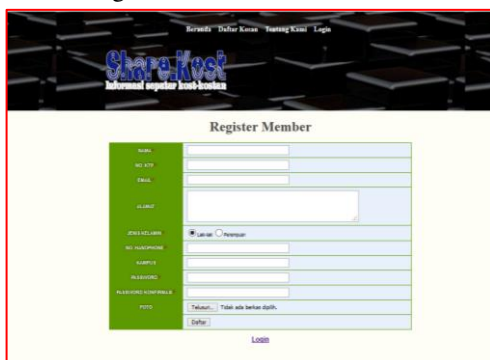 Beranda Daftar Kosan Tentang Kami Login
Share.Kost
Informasi seputar kost-kostan
Register Member
NAMA
NO. KTP
EMAIL
ALAMAT
JENIS KELAMIN Laki-laki Perempuan
NO. HANDPHONE
KAMPUS
PASSWORD
PASSWORD KONFIRMASI
FOTO Telusuri... Tidak ada berkas dipilih.
Daftar
Login